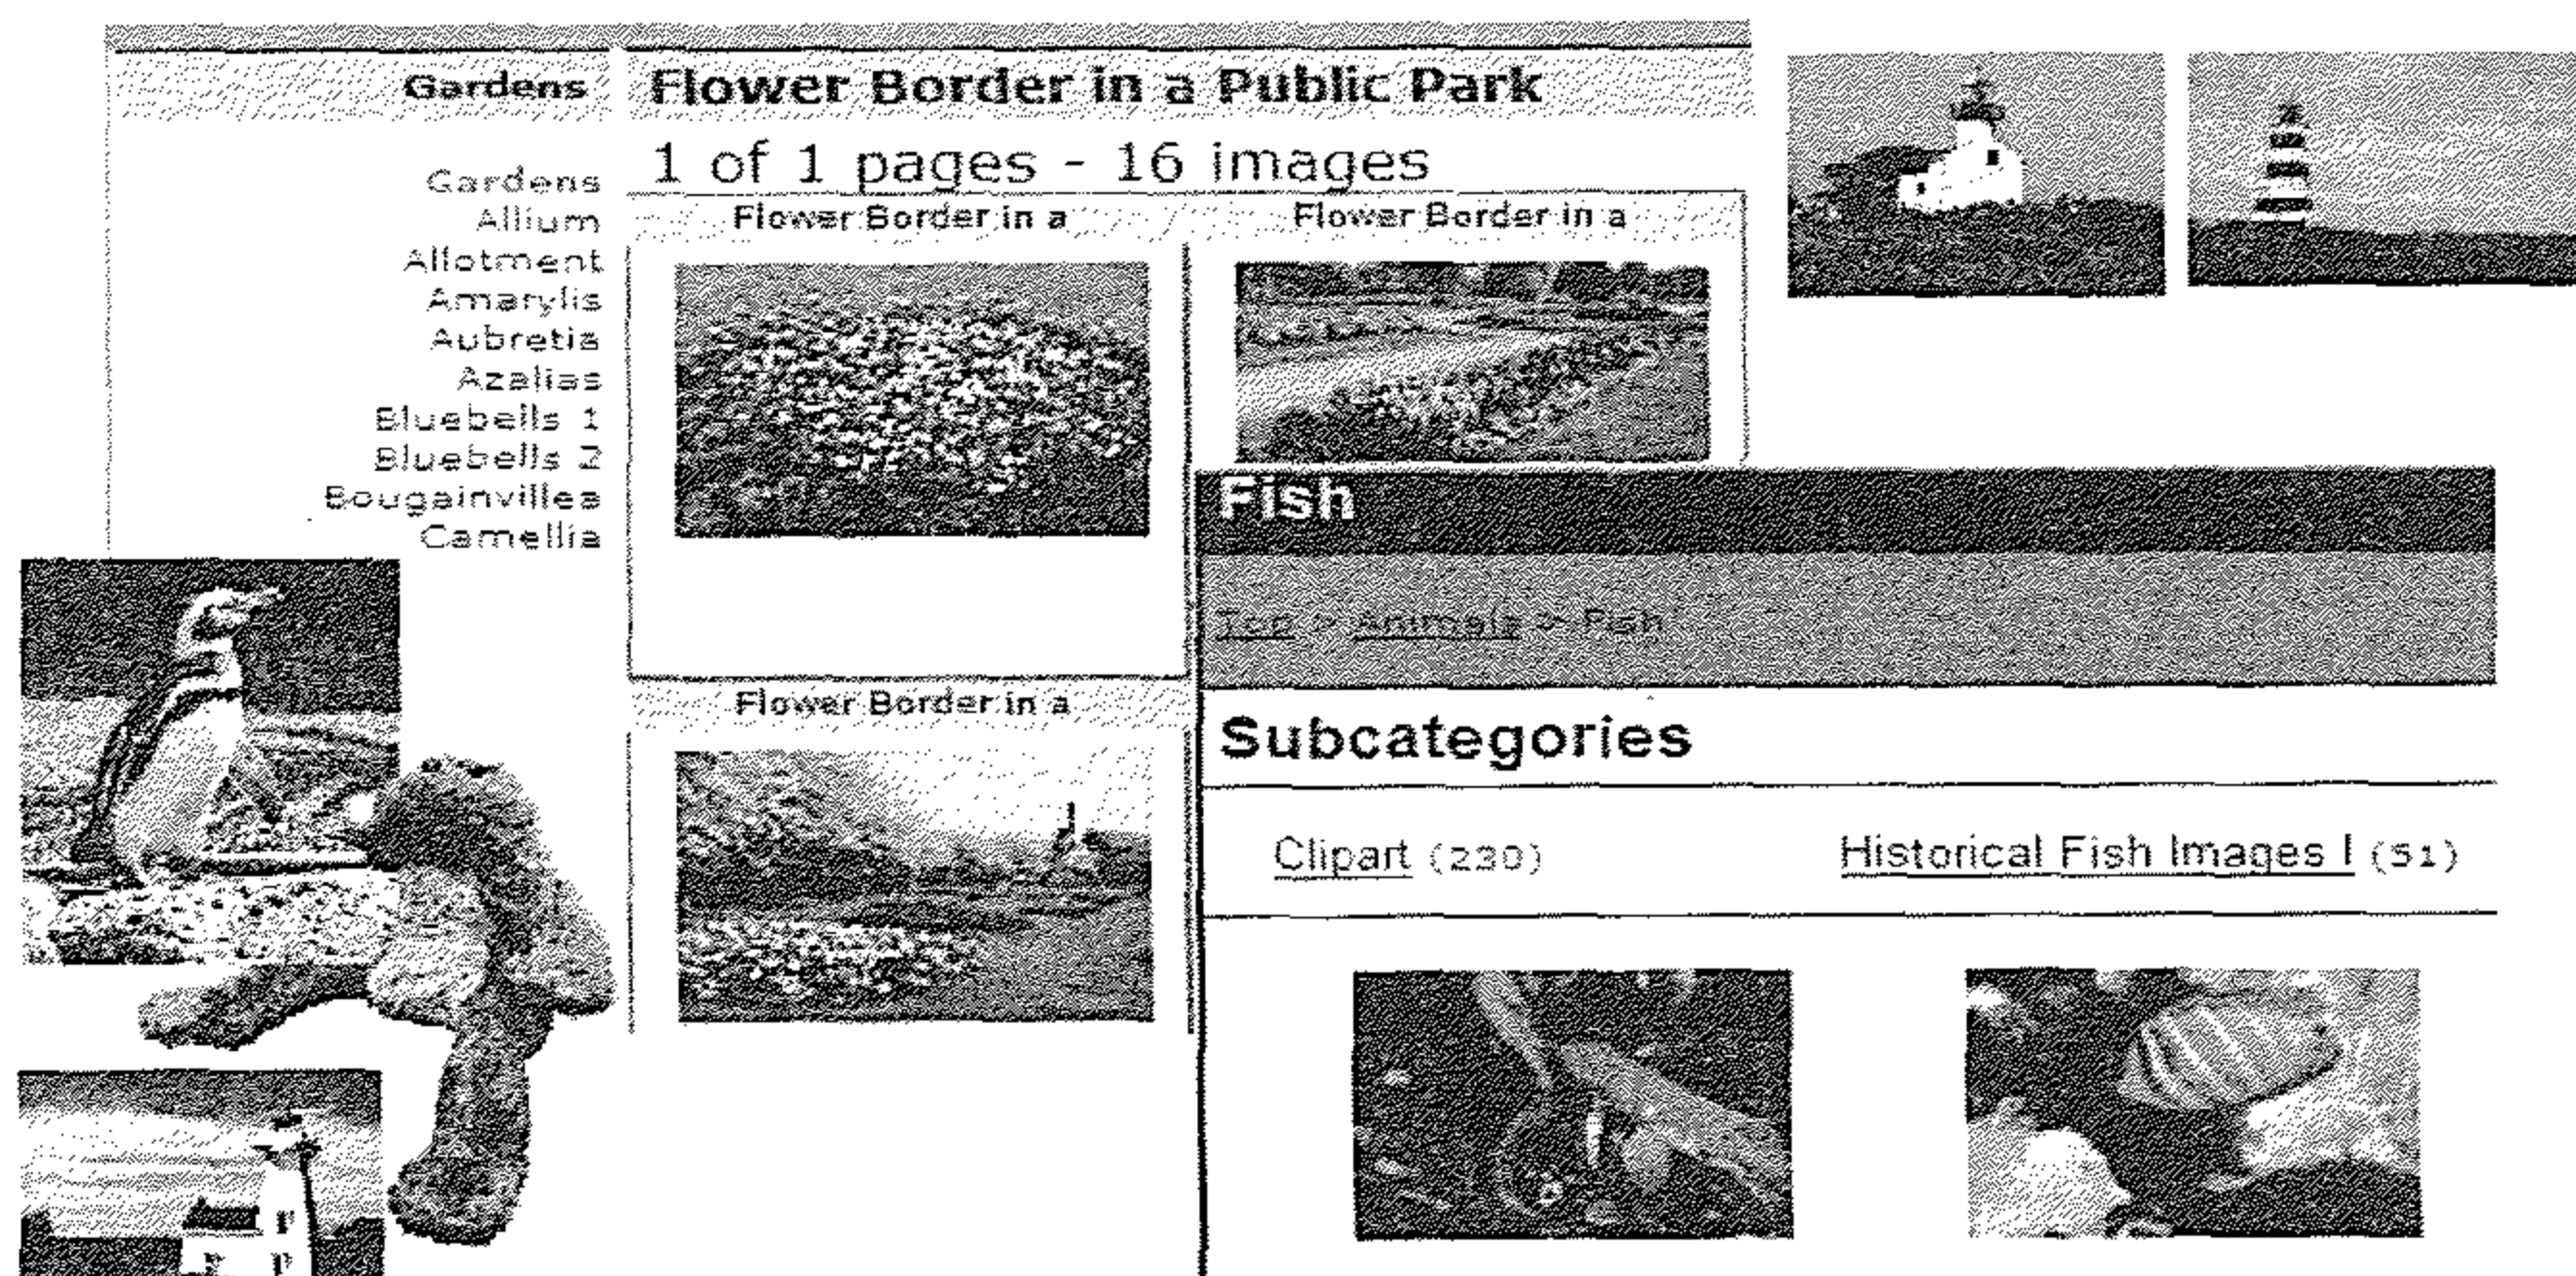 Gardens
Flower Border in a Public Park
1 of 1 pages - 16 images
Gardens
Allium
Allotment
Amarylis
Aubretia
Azalias
Bluebells 1
Bluebells 2
Bougainvillea
Camellia
Flower Border in a
Flower Border in a
Flower Border in a
Fish
Top > Animals > Fish
Subcategories
Clipart (230)
Historical Fish Images I (51)